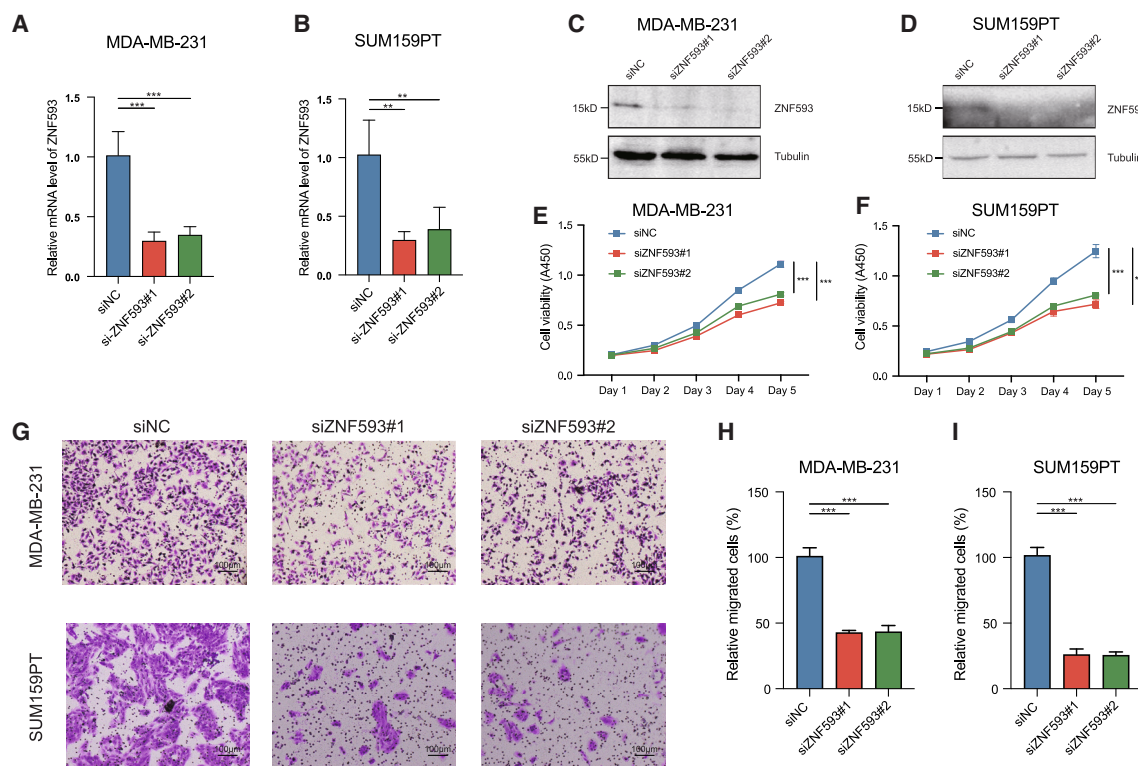 A
MDA-MB-231
Relative mRNA level of ZNF593
1.5
1.0
0.5
0.0
***
***
siNC
si-ZNF593#1
si-ZNF593#2
B
SUM159PT
Relative mRNA level of ZNF593
1.5
1.0
0.5
0.0
**
**
siNC
si-ZNF593#1
si-ZNF593#2
C
MDA-MB-231
siNC
siZNF593#1
siZNF593#2
15kD
ZNF593
55kD
Tubulin
D
SUM159PT
siNC
siZNF593#1
siZNF593#2
15kD
ZNF59
55kD
Tubulin
E
MDA-MB-231
Cell viability (A450)
1.5
1.0
0.5
0.0
siNC
siZNF593#1
siZNF593#2
***
***
Day 1 Day 2 Day 3 Day 4 Day 5
F
SUM159PT
Cell viability (A450)
1.5
1.0
0.5
0.0
siNC
siZNF593#1
siZNF593#2
***
*
Day 1 Day 2 Day 3 Day 4 Day 5
G
siNC siZNF593#1 siZNF593#2
MDA-MB-231
100μm 100μm 100μm
SUM159PT
100μm 100μm 100μm
H
MDA-MB-231
Relative migrated cells (%)
150
100
50
0
***
***
siNC
siZNF593#1
siZNF593#2
I
SUM159PT
Relative migrated cells (%)
150
100
50
0
***
***
siNC
siZNF593#1
siZNF593#2